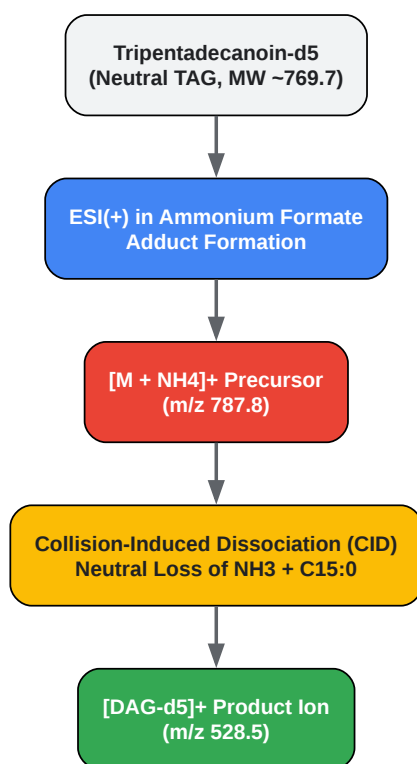 Tripentadecanoin-d5
(Neutral TAG, MW ~769.7)
ESI(+) in Ammonium Formate
Adduct Formation
[M + NH4]+ Precursor
(m/z 787.8)
Collision-Induced Dissociation (CID)
Neutral Loss of NH3 + C15:0
[DAG-d5]+ Product Ion
(m/z 528.5)